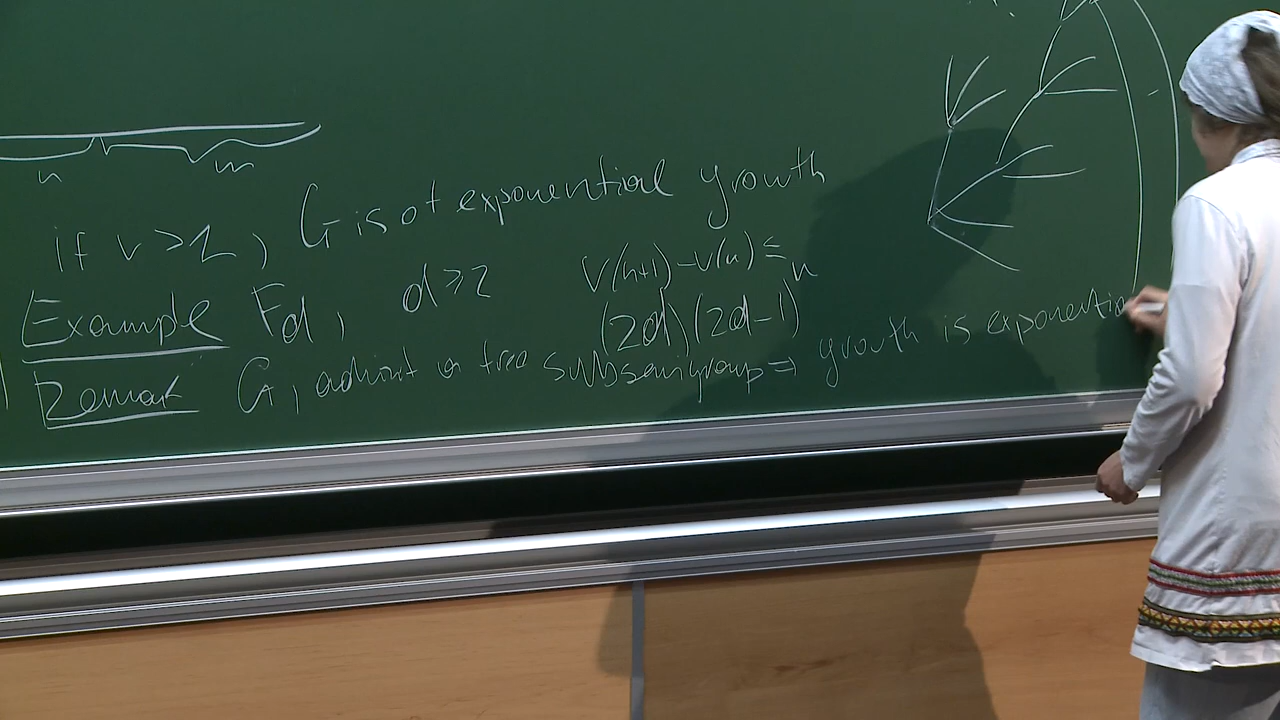 n m
if v > 1, G is of exponential growth
Example Fd, d ≥ 2 v(n+1) - v(n) ≤
(2d)(2d-1)^n
Remark G, admit a free subsemigroup ⇒ growth is exponentia